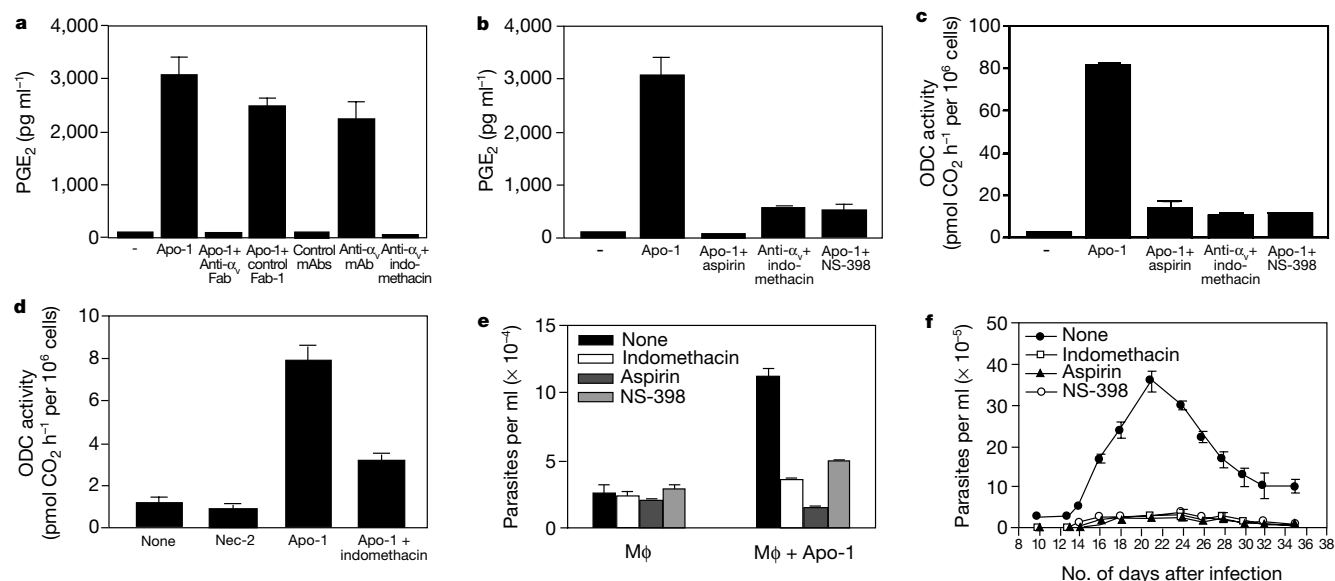 a
4,000
3,000
2,000
1,000
0
PGE₂ (pg ml⁻¹)
-
Apo-1
Apo-1+
Anti-αᵥ
Fab
Apo-1+
control
Fab-1
Control
mAbs
Anti-αᵥ
mAb
Anti-αᵥ+
indo-
methacin
b
4,000
3,000
2,000
1,000
0
PGE₂ (pg ml⁻¹)
–
Apo-1
Apo-1+
aspirin
Anti-αᵥ+
indo-
methacin
Apo-1+
NS-398
c
100
80
60
40
20
0
ODC activity
(pmol CO₂ h⁻¹ per 10⁶ cells)
–
Apo-1
Apo-1+
aspirin
Anti-αᵥ+
indo-
methacin
Apo-1+
NS-398
d
10
8
6
4
2
0
ODC activity
(pmol CO₂ h⁻¹ per 10⁶ cells)
None
Nec-2
Apo-1
Apo-1 +
indomethacin
e
15
10
5
0
Parasites per ml (× 10⁻⁴)
None
Indomethacin
Aspirin
NS-398
Mϕ
Mϕ + Apo-1
f
50
40
30
20
10
0
Parasites per ml (× 10⁻⁵)
None
Indomethacin
Aspirin
NS-398
8 10 12 14 16 18 20 22 24 26 28 30 32 34 36 38
No. of days after infection